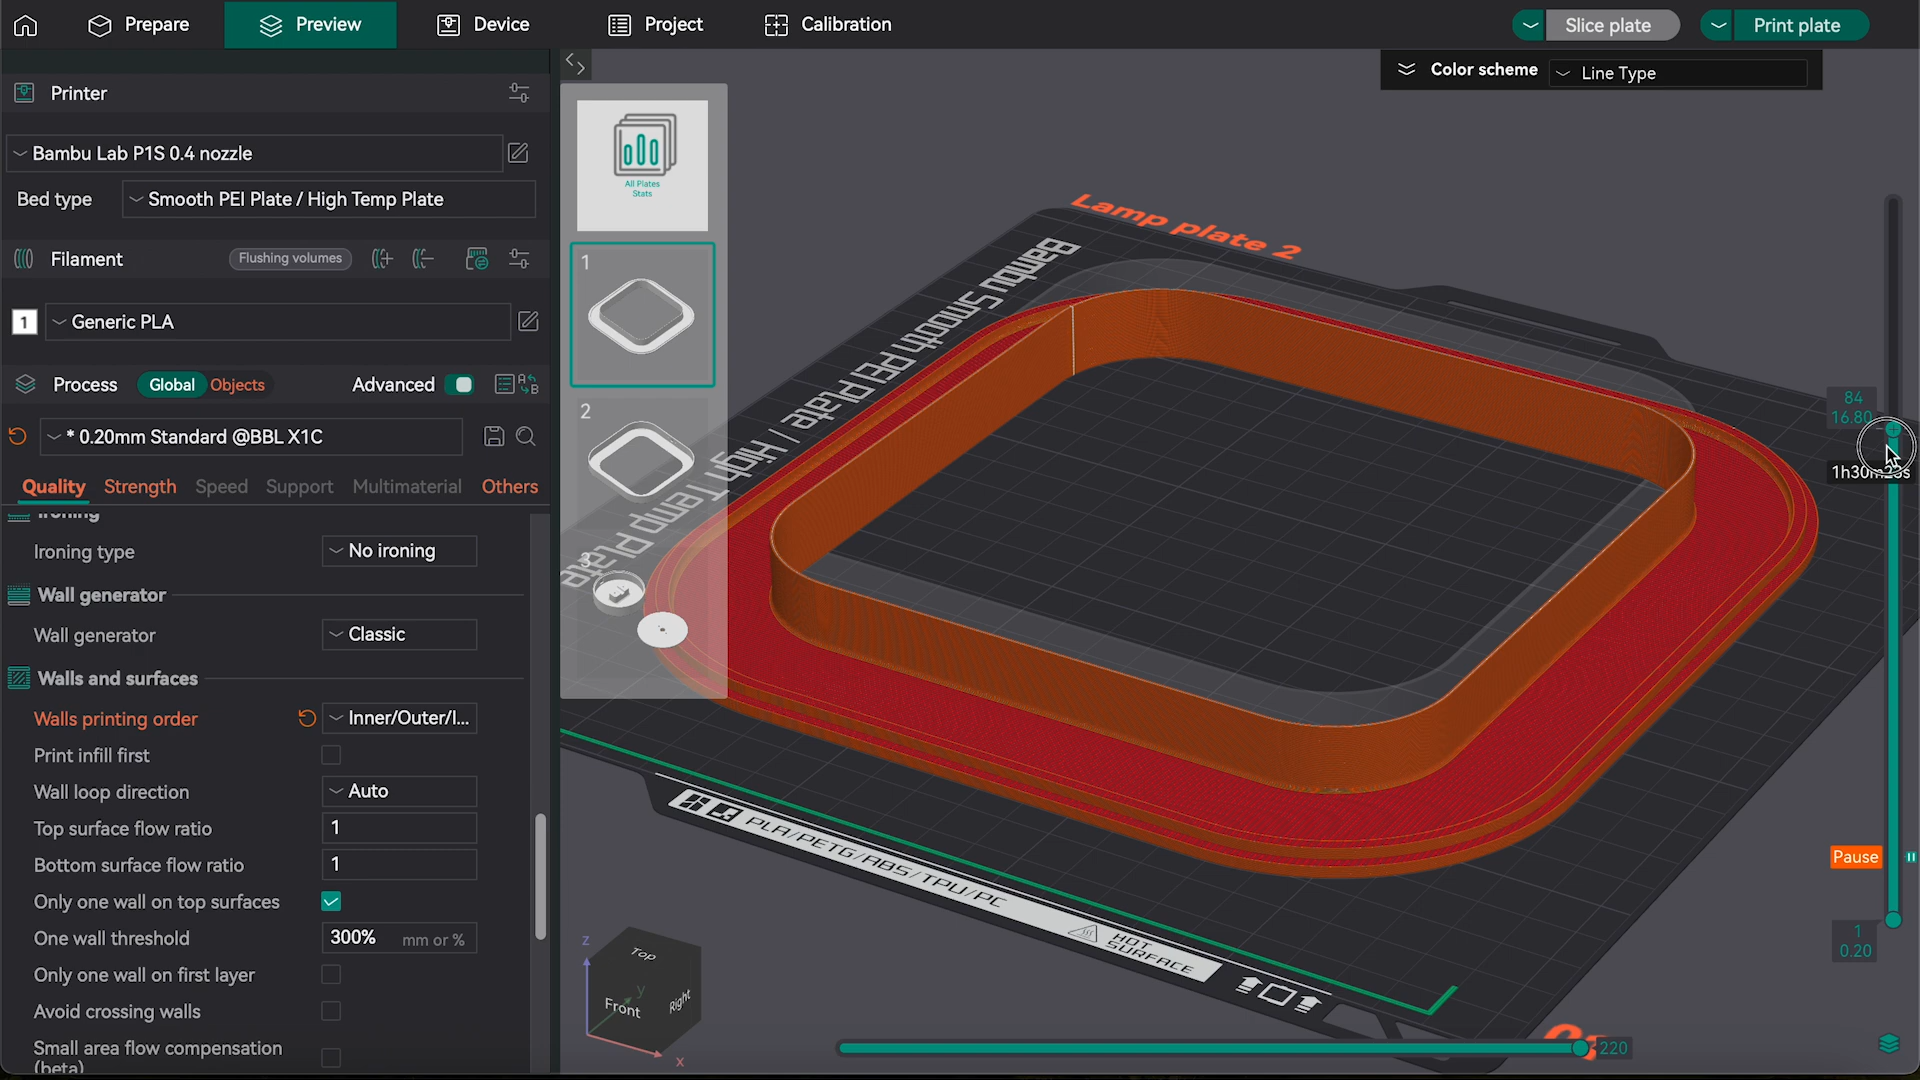 Prepare
Preview
Device
Project
Calibration
Slice plate
Print plate
Color scheme
Line Type
Printer
Bambu Lab P1S 0.4 nozzle
Bed type
Smooth PEI Plate / High Temp Plate
Filament
Flushing volumes
1
Generic PLA
Process
Global
Objects
Advanced
* 0.20mm Standard @BBL X1C
Quality
Strength
Speed
Support
Multimaterial
Others
Ironing
Ironing type
No ironing
Wall generator
Wall generator
Classic
Walls and surfaces
Walls printing order
Inner/Outer/I...
Print infill first
Wall loop direction
Auto
Top surface flow ratio
1
Bottom surface flow ratio
1
Only one wall on top surfaces
One wall threshold
300%
mm or %
Only one wall on first layer
Avoid crossing walls
Small area flow compensation
(beta)
All Plates
Stats
1
2
3
Lamp plate 2
Bambu Smooth PEI Plate / High Temp Plate
PLA/PETG/ABS/TPU/PC
HOT
SURFACE
84
16.80
Pause
1
0.20
220
Top
Front
Right
z
y
x